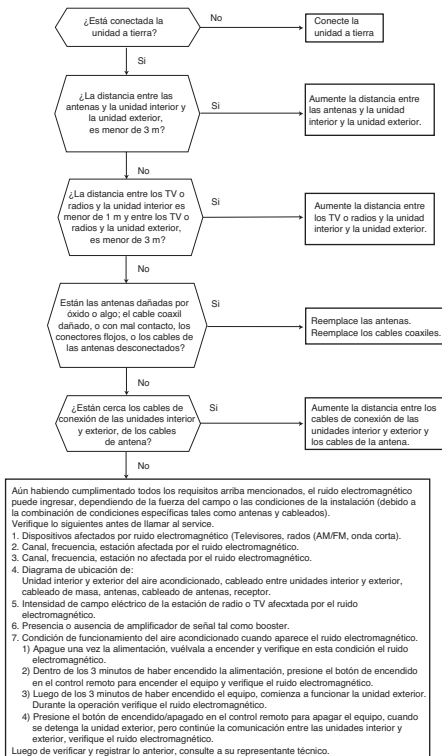 ¿Está conectada la
unidad a tierra?
No
Conecte la
unidad a tierra
Si
¿La distancia entre las
antenas y la unidad interior y
la unidad exterior,
es menor de 3 m?
Si
Aumente la distancia entre
las antenas y la unidad
interior y la unidad exterior.
No
¿La distancia entre los TV o
radios y la unidad interior es
menor de 1 m y entre los TV o
radios y la unidad exterior,
es menor de 3 m?
Si
Aumente la distancia entre
los TV o radios y la unidad
interior y la unidad exterior.
No
Están las antenas dañadas por
óxido o algo; el cable coaxil
dañado, o con mal contacto, los
conectores flojos, o los cables de
las antenas desconectados?
Si
Reemplace las antenas.
Reemplace los cables coaxiles.
No
¿Están cerca los cables de
conexión de las unidades interior
y exterior, de los cables
de antena?
Si
Aumente la distancia entre los
cables de conexión de las
unidades interior y exterior y
los cables de la antena.
No
Aún habiendo cumplimentado todos los requisitos arriba mencionados, el ruido electromagnético
puede ingresar, dependiendo de la fuerza del campo o las condiciones de la instalación (debido a
la combinación de condiciones específicas tales como antenas y cableados).
Verifique lo siguientes antes de llamar al service.
1. Dispositivos afectados por ruido electromagnético (Televisores, rados (AM/FM, onda corta).
2. Canal, frecuencia, estación afectada por el ruido electromagnético.
3. Canal, frecuencia, estación no afectada por el ruido electromagnético.
4. Diagrama de ubicación de:
Unidad interior y exterior del aire acondicionado, cableado entre unidades interior y exterior,
cableado de masa, antenas, cableado de antenas, receptor.
5. Intensidad de campo eléctrico de la estación de radio o TV afecxtada por el ruido
electromagnético.
6. Presencia o ausencia de amplificador de señal tal como booster.
7. Condición de funcionamiento del aire acondicionado cuando aparece el ruido electromagnético.
1) Apague una vez la alimentación, vuélvala a encender y verifique en esta condición el ruido
electromagnético.
2) Dentro de los 3 minutos de haber encendido la alimentación, presione el botón de encendido
en el control remoto para encender el equipo y verifique el ruido electromagnético.
3) Luego de los 3 minutos de haber encendido el equipo, comienza a funcionar la unidad exterior.
Durante la operación verifique el ruido electromagnético.
4) Presione el botón de encendido/apagado en el control remoto para apagar el equipo, cuando
se detenga la unidad exterior, pero continúe la comunicación entre las unidades interior y
exterior, verifique el ruido electromagnético.
Luego de verificar y registrar lo anterior, consulte a su representante técnico.